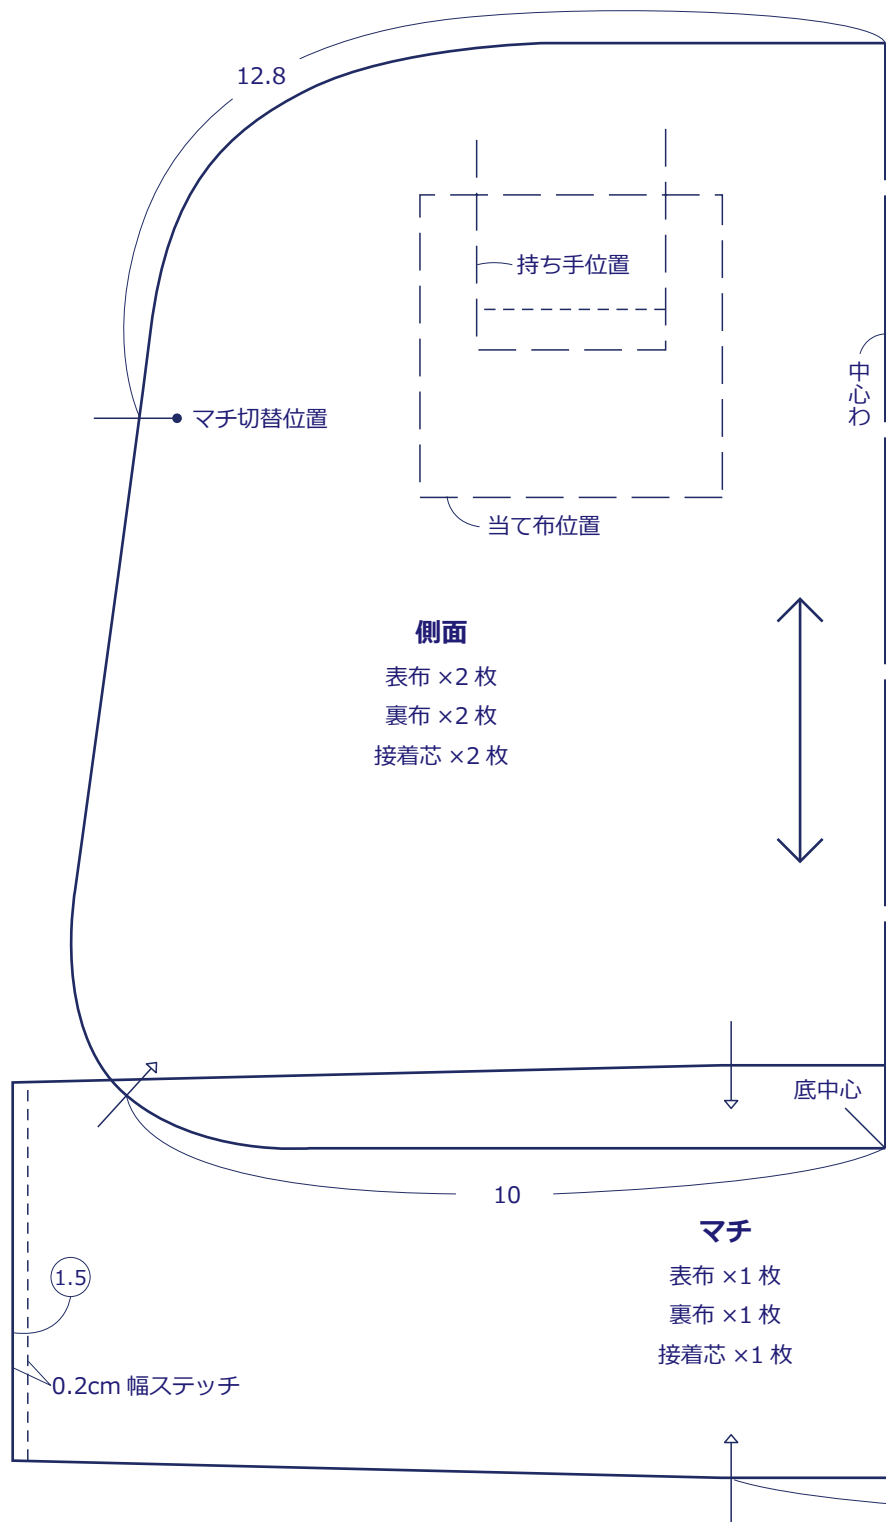 12.8
持ち手位置
中心わ
マチ切替位置
当て布位置
側面
表布 ×2 枚
裏布 ×2 枚
接着芯 ×2 枚
底中心
10
マチ
表布 ×1 枚
裏布 ×1 枚
接着芯 ×1 枚
1.5
0.2cm 幅ステッチ